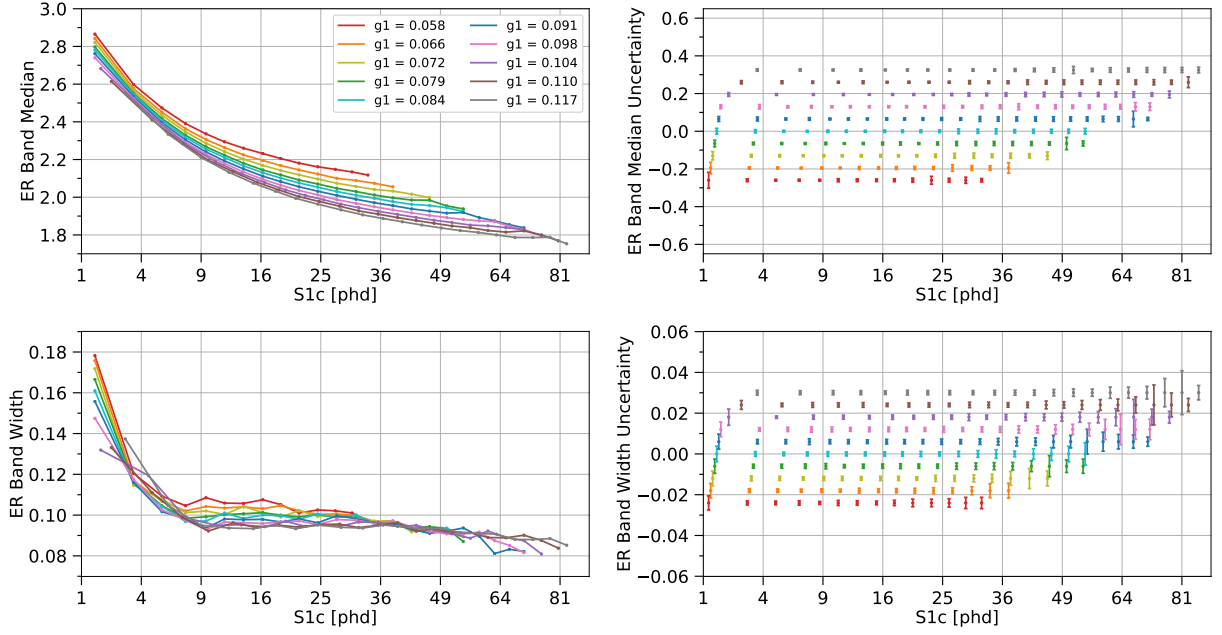 ER Band Median
3.0
2.8
2.6
2.4
2.2
2.0
1.8
g1 = 0.058
g1 = 0.066
g1 = 0.072
g1 = 0.079
g1 = 0.084
g1 = 0.091
g1 = 0.098
g1 = 0.104
g1 = 0.110
g1 = 0.117
1 4 9 16 25 36 49 64 81
S1c [phd]
ER Band Median Uncertainty
0.6
0.4
0.2
0.0
−0.2
−0.4
−0.6
1 4 9 16 25 36 49 64 81
S1c [phd]
ER Band Width
0.18
0.16
0.14
0.12
0.10
0.08
1 4 9 16 25 36 49 64 81
S1c [phd]
ER Band Width Uncertainty
0.06
0.04
0.02
0.00
−0.02
−0.04
−0.06
1 4 9 16 25 36 49 64 81
S1c [phd]